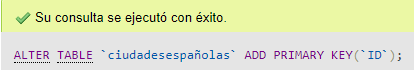 Su consulta se ejecutó con éxito.
ALTER TABLE `ciudadesespañolas` ADD PRIMARY KEY(`ID`);